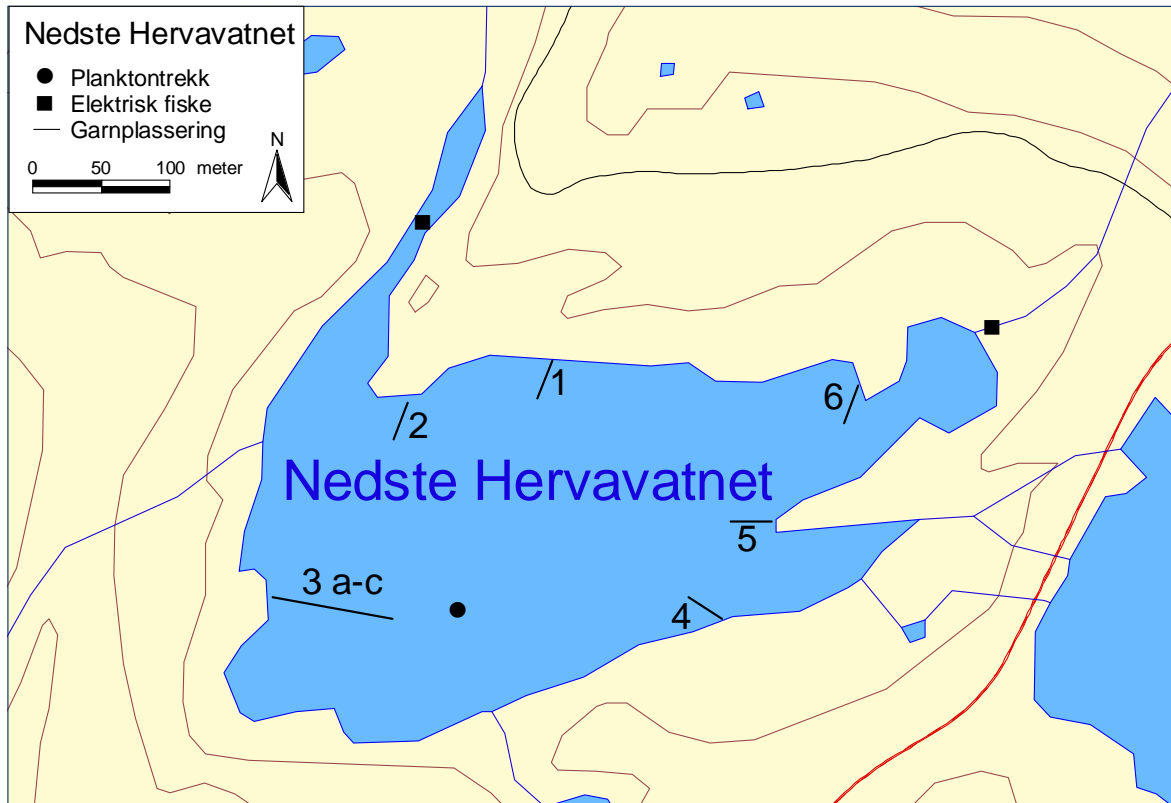 Nedste Hervavatnet
Planktontrekk
Elektrisk fiske
Garnplassering
N
0 50 100 meter
1
6
2
Nedste Hervavatnet
5
3 a-c
4